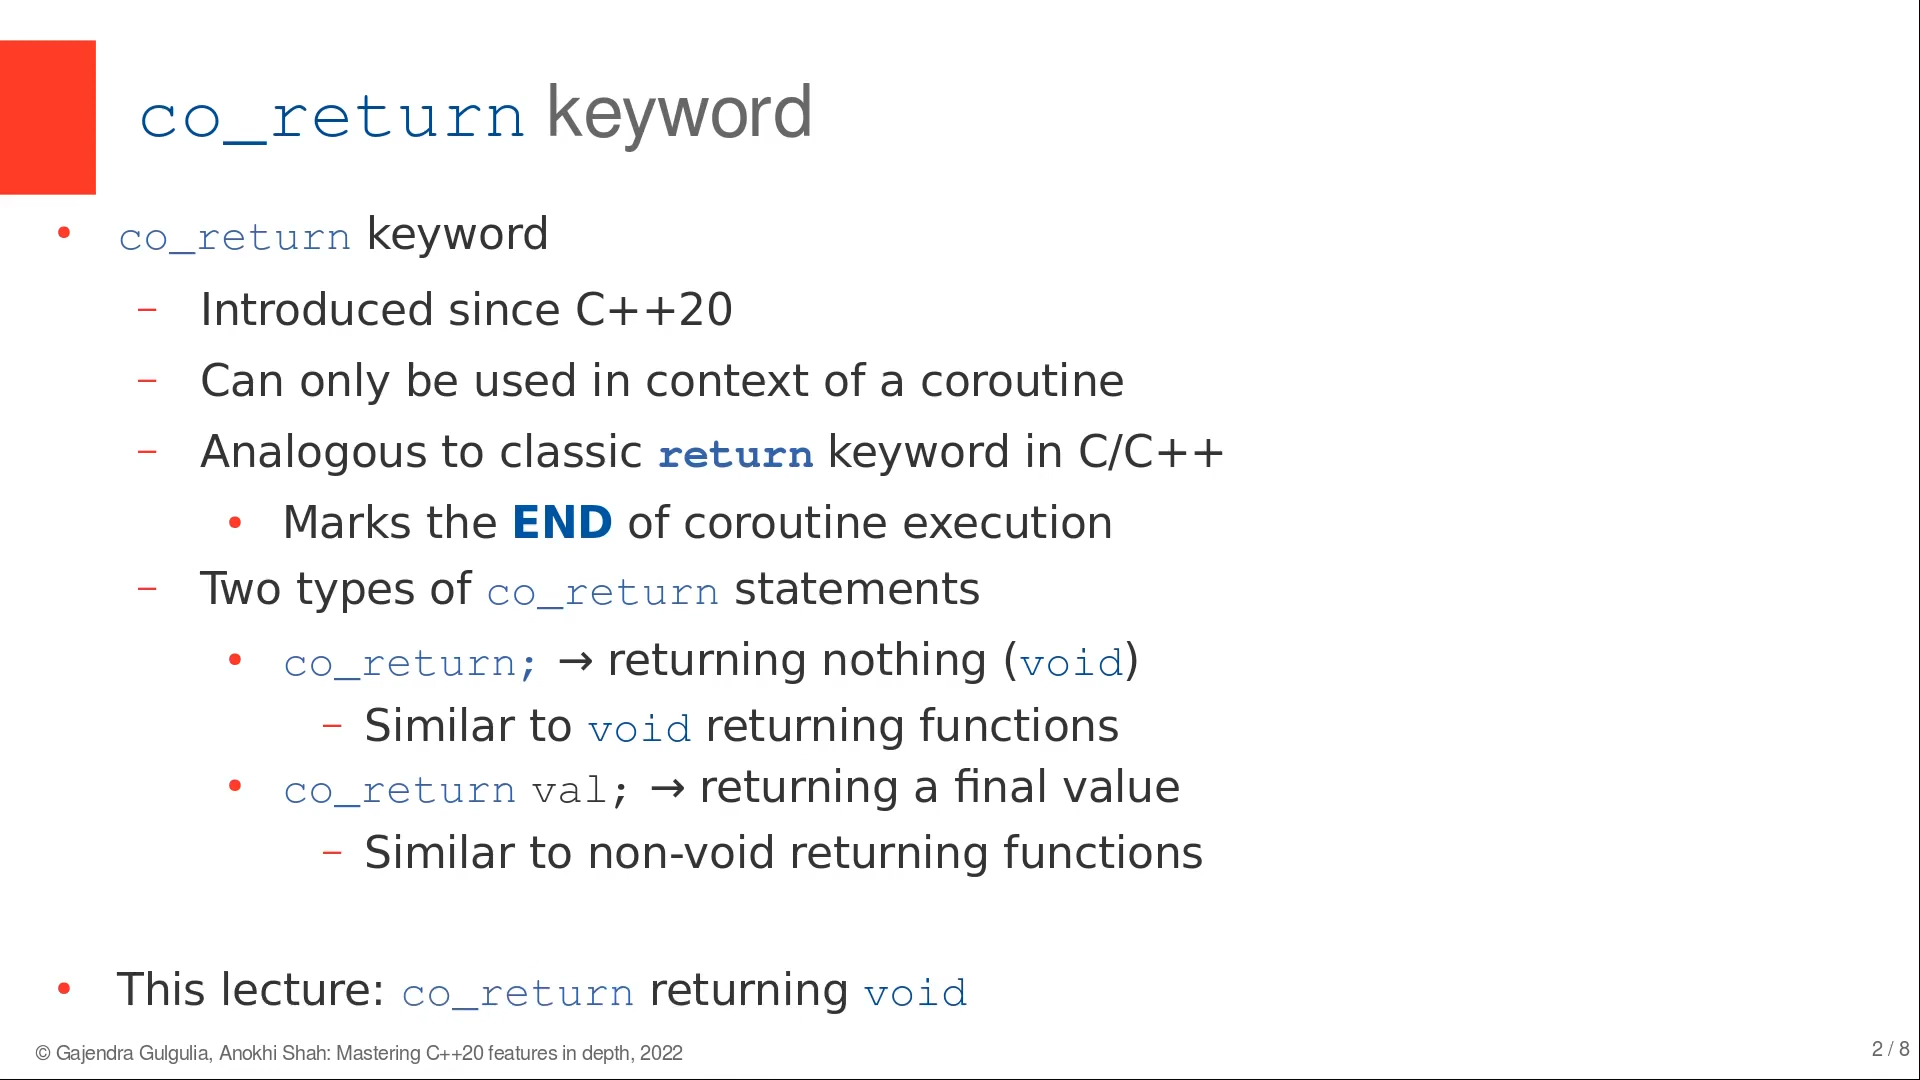 co_return keyword
• co_return keyword
– Introduced since C++20
– Can only be used in context of a coroutine
– Analogous to classic return keyword in C/C++
• Marks the END of coroutine execution
– Two types of co_return statements
• co_return; → returning nothing (void)
– Similar to void returning functions
• co_return val; → returning a final value
– Similar to non-void returning functions
• This lecture: co_return returning void
© Gajendra Gulgulia, Anokhi Shah: Mastering C++20 features in depth, 2022
2 / 8